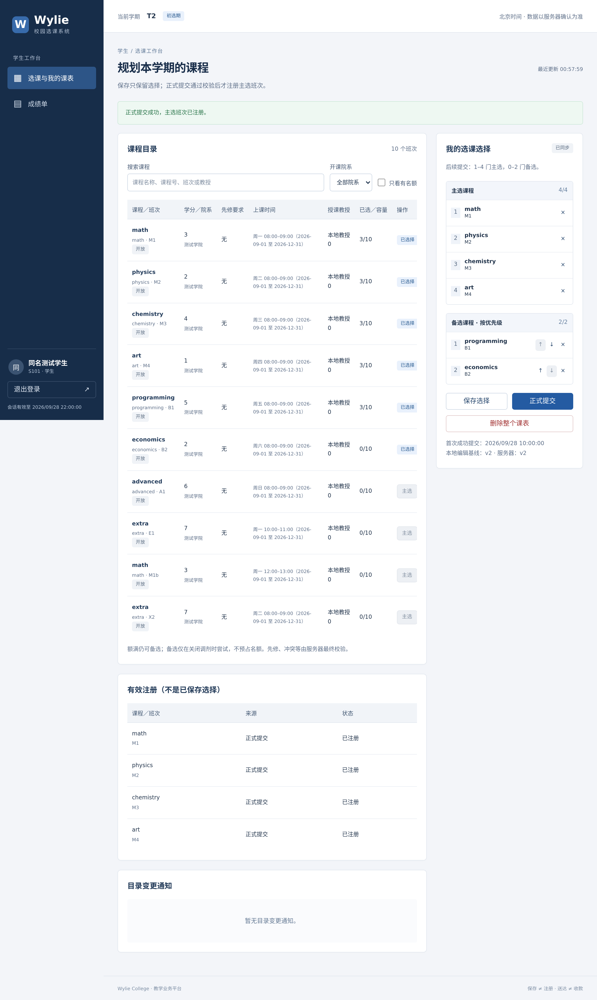 W Wylie
校园选课系统
学生工作台
选课与我的课表
成绩单
同 同名测试学生
S101 · 学生
退出登录 ↗
会话有效至 2026/09/28 22:00:00
当前学期 T2 初选期
北京时间 · 数据以服务器确认为准
学生 / 选课工作台
规划本学期的课程
最近更新 00:57:59
保存只保留选择；正式提交通过校验后才注册主选班次。
正式提交成功，主选班次已注册。
课程目录 10 个班次
搜索课程 开课院系
课程名称、课程号、班次或教授 全部院系 只看有名额
课程／班次 学分／院系 先修要求 上课时间 授课教授 已选／容量 操作
math
math · M1
开放
3
测试学院
无
周一 08:00–09:00（2026-
09-01 至 2026-12-31）
本地教授
0
3/10
已选择
physics
physics · M2
开放
2
测试学院
无
周二 08:00–09:00（2026-
09-01 至 2026-12-31）
本地教授
0
3/10
已选择
chemistry
chemistry · M3
开放
4
测试学院
无
周三 08:00–09:00（2026-
09-01 至 2026-12-31）
本地教授
0
3/10
已选择
art
art · M4
开放
1
测试学院
无
周四 08:00–09:00（2026-
09-01 至 2026-12-31）
本地教授
0
3/10
已选择
programming
programming · B1
开放
5
测试学院
无
周五 08:00–09:00（2026-
09-01 至 2026-12-31）
本地教授
0
3/10
已选择
economics
economics · B2
开放
2
测试学院
无
周六 08:00–09:00（2026-
09-01 至 2026-12-31）
本地教授
0
0/10
已选择
advanced
advanced · A1
开放
6
测试学院
无
周日 08:00–09:00（2026-
09-01 至 2026-12-31）
本地教授
0
0/10
主选
extra
extra · E1
开放
7
测试学院
无
周一 10:00–11:00（2026-
09-01 至 2026-12-31）
本地教授
0
0/10
主选
math
math · M1b
开放
3
测试学院
无
周一 12:00–13:00（2026-
09-01 至 2026-12-31）
本地教授
0
0/10
主选
extra
extra · X2
开放
7
测试学院
无
周二 08:00–09:00（2026-
09-01 至 2026-12-31）
本地教授
0
0/10
主选
额满仍可备选；备选仅在关闭调剂时尝试，不预占名额。先修、冲突等由服务器最终校验。
我的选课选择 已同步
后续提交：1–4 门主选，0–2 门备选。
主选课程 4/4
1 math ×
M1
2 physics ×
M2
3 chemistry ×
M3
4 art ×
M4
备选课程 · 按优先级 2/2
1 programming ↑ ↓ ×
B1
2 economics ↑ ↓ ×
B2
保存选择 正式提交
删除整个课表
首次成功提交：2026/09/28 10:00:00
本地编辑基线：v2 · 服务器：v2
有效注册（不是已保存选择）
课程／班次 来源 状态
math
M1
正式提交 已注册
physics
M2
正式提交 已注册
chemistry
M3
正式提交 已注册
art
M4
正式提交 已注册
目录变更通知
暂无目录变更通知。
Wylie College · 教学业务平台
保存 ≠ 注册 · 送达 ≠ 收款